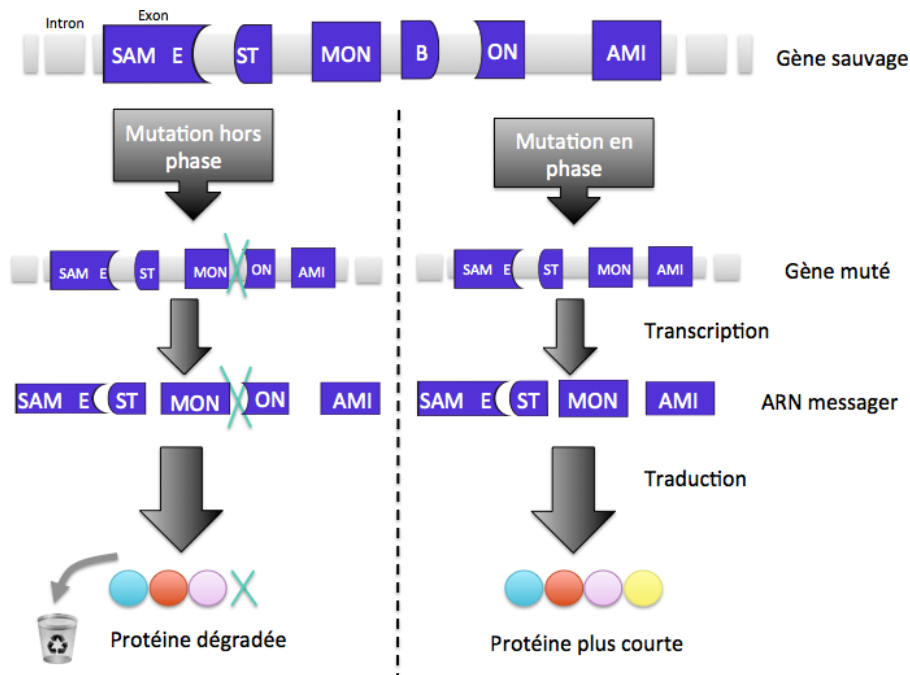 Intron
Exon
SAM E ST MON B ON AMI
Gène sauvage
Mutation hors
phase
Mutation en
phase
SAM E ST MON ON AMI
SAM E ST MON AMI
Gène muté
Transcription
SAM E ST MON ON AMI
SAM E ST MON AMI
ARN messager
Traduction
Protéine dégradée
Protéine plus courte